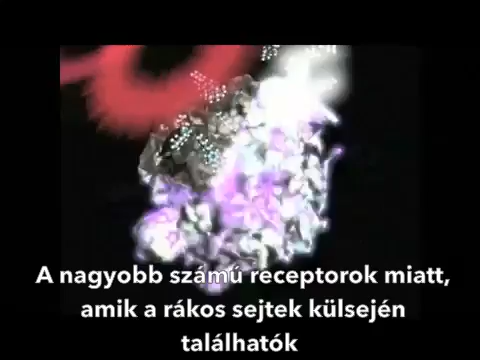 A nagyobb számú receptorok miatt,
amik a rákos sejtek külsején
találhatók